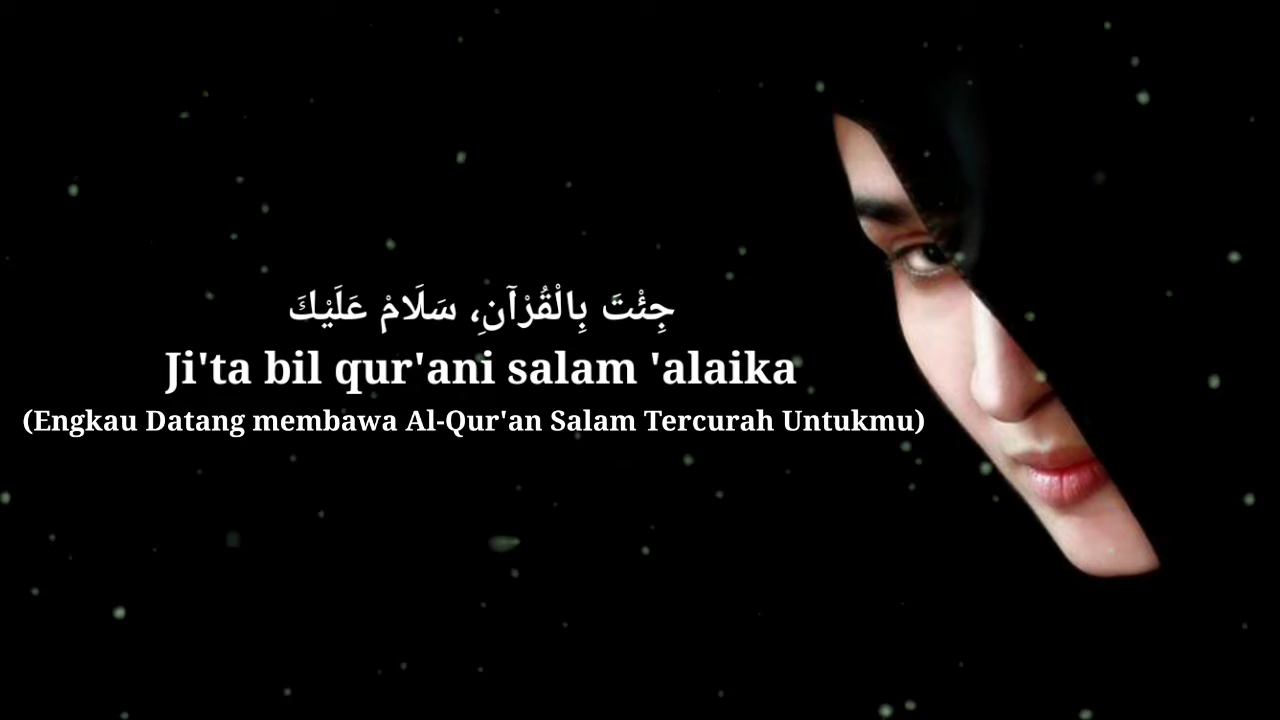 جِئْتَ بِالْقُرْآنِ، سَلَامْ عَلَيْكَ
Ji'ta bil qur'ani salam 'alaika
(Engkau Datang membawa Al-Qur'an Salam Tercurah Untukmu)